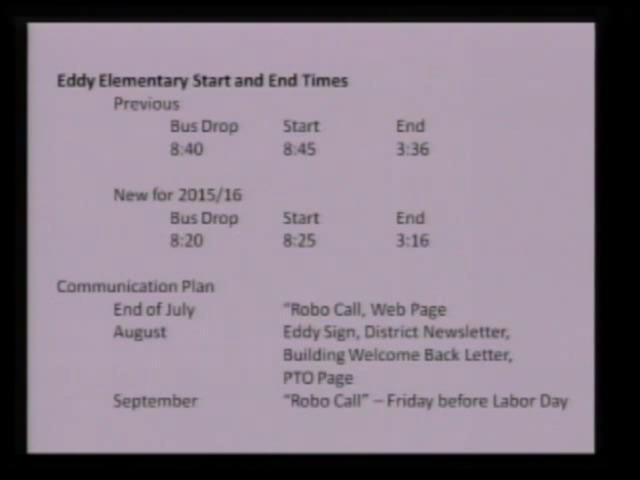 Eddy Elementary Start and End Times
Previous
Bus Drop Start End
8:40 8:45 3:36
New for 2015/16
Bus Drop Start End
8:20 8:25 3:16
Communication Plan
End of July "Robo Call, Web Page
August Eddy Sign, District Newsletter,
Building Welcome Back Letter,
PTO Page
September "Robo Call" – Friday before Labor Day